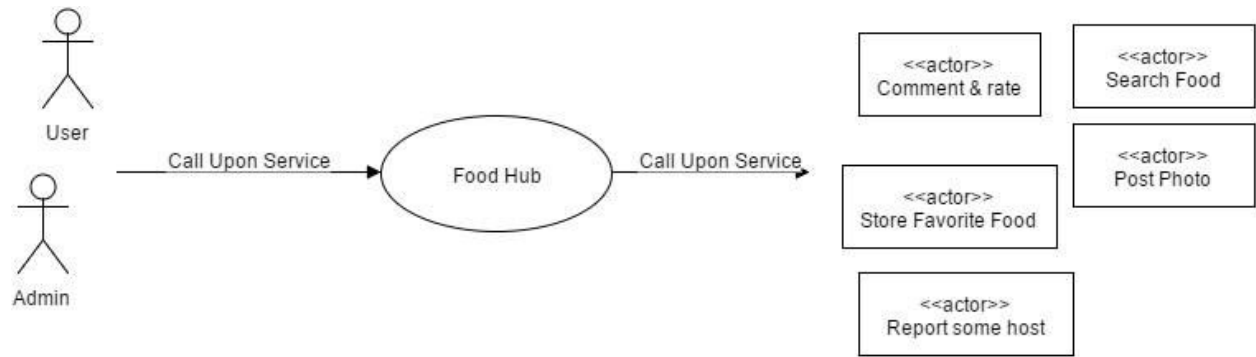 User
Admin
Call Upon Service
Food Hub
Call Upon Service
<<actor>>
Comment & rate
<<actor>>
Search Food
<<actor>>
Post Photo
<<actor>>
Store Favorite Food
<<actor>>
Report some host